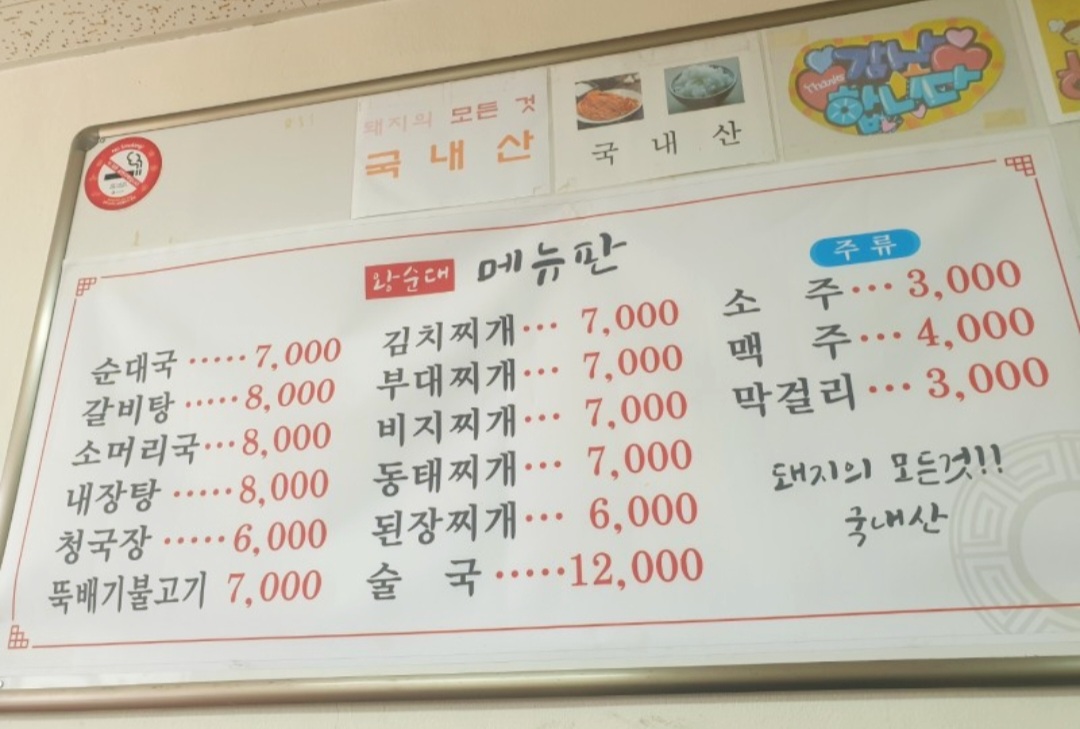 돼지의 모든 것
국내산
국내산
Thanks
감사
합니다
No Smoking!
왕순대 메뉴판
순대국 ····· 7,000
갈비탕 ····· 8,000
소머리국 ··· 8,000
내장탕 ····· 8,000
청국장 ····· 6,000
뚝배기불고기 7,000
김치찌개 ··· 7,000
부대찌개 ··· 7,000
비지찌개 ··· 7,000
동태찌개 ··· 7,000
된장찌개 ··· 6,000
술 국 ····· 12,000
주류
소 주 ··· 3,000
맥 주 ··· 4,000
막걸리 ··· 3,000
돼지의 모든것!!
국내산